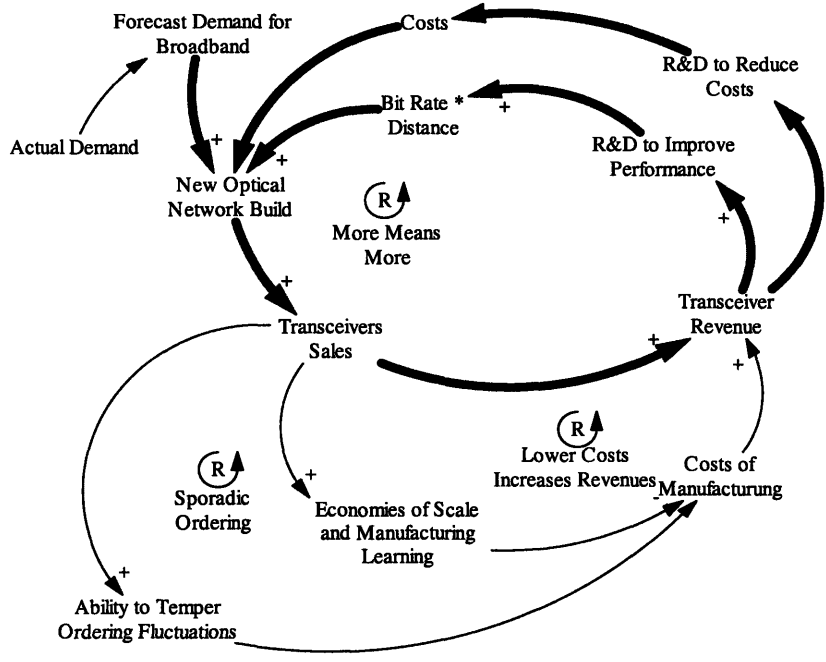 Forecast Demand for
Broadband
Costs
R&D to Reduce
Costs
Bit Rate *
Distance
+
Actual Demand
+
+
R&D to Improve
Performance
New Optical
Network Build
R
More Means
More
+
+
Transceivers
Sales
Transceiver
Revenue
+
+
R
Lower Costs
Increases Revenues
R
Sporadic
Ordering
+
-
Costs of
Manufacturung
Economies of Scale
and Manufacturing
Learning
+
Ability to Temper
Ordering Fluctuations